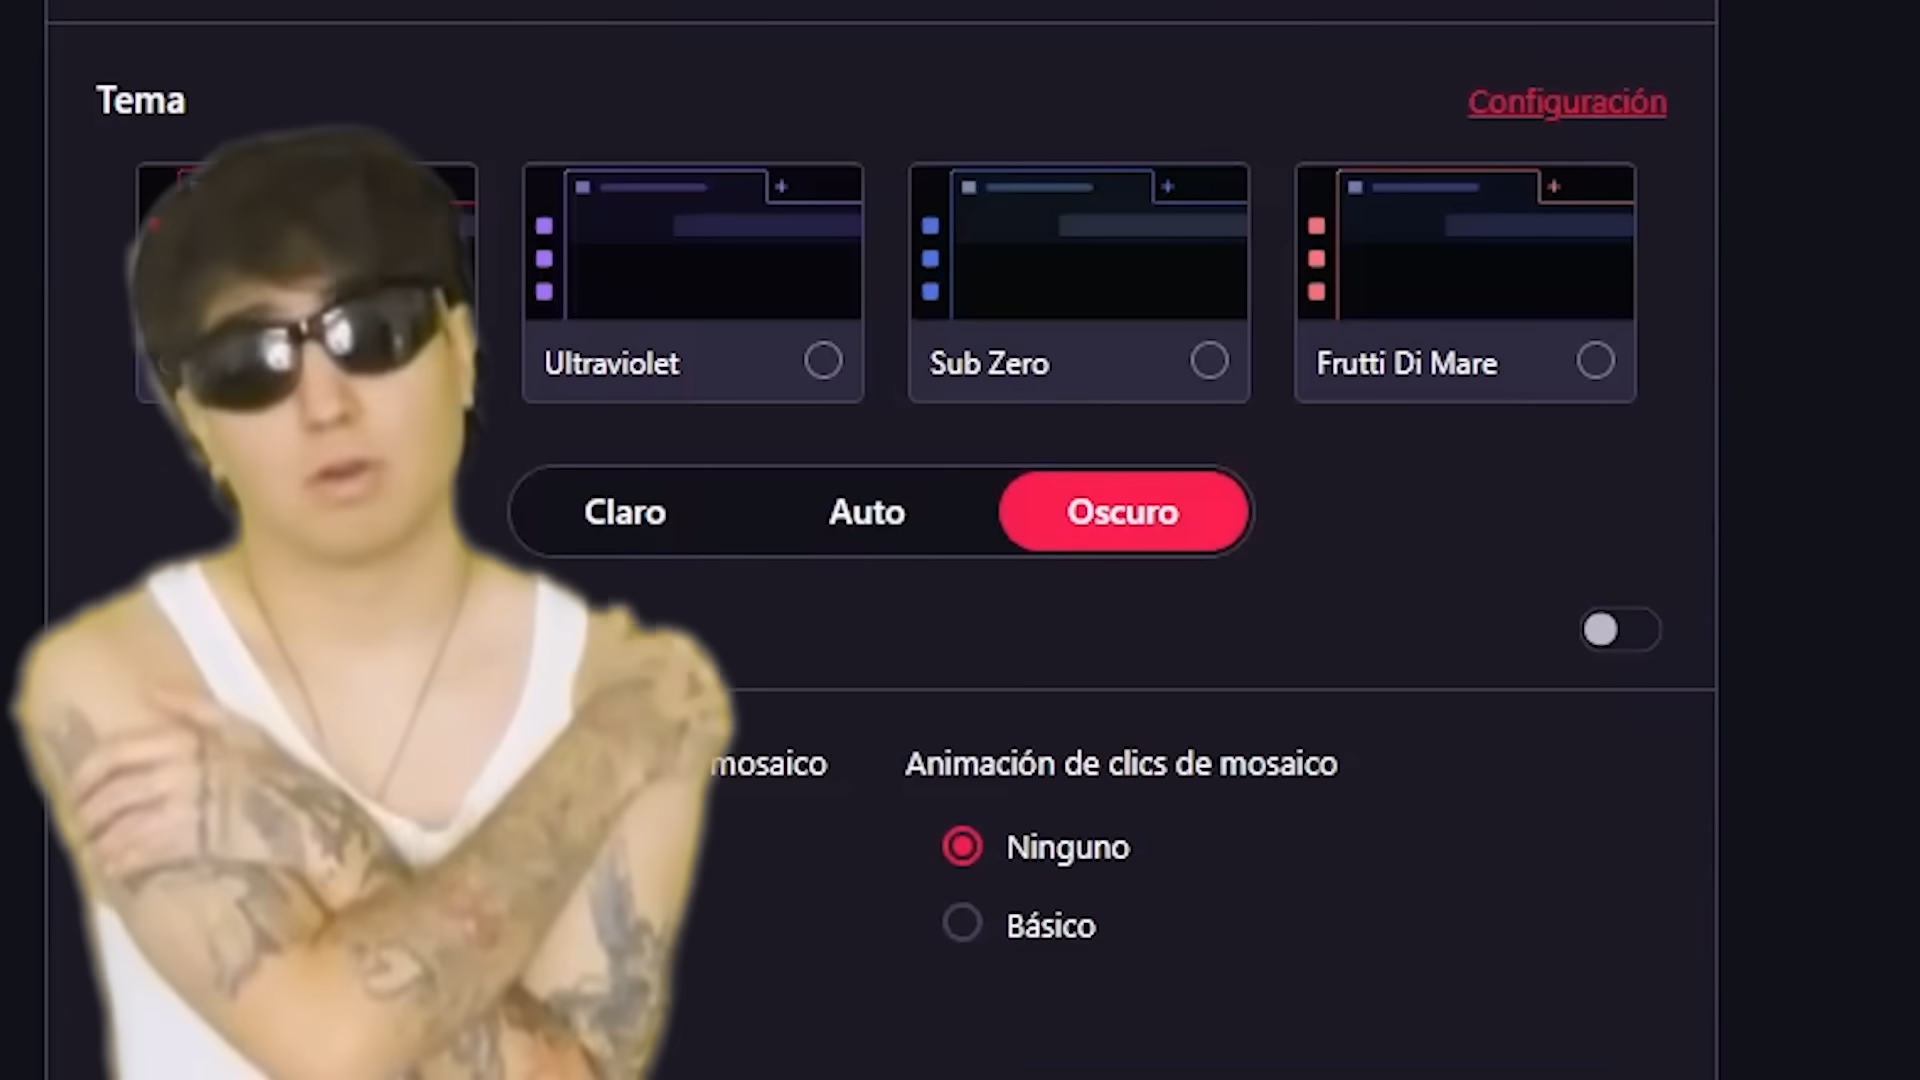 Tema
Configuración
Ultraviolet
Sub Zero
Frutti Di Mare
Claro
Auto
Oscuro
mosaico
Animación de clics de mosaico
Ninguno
Básico